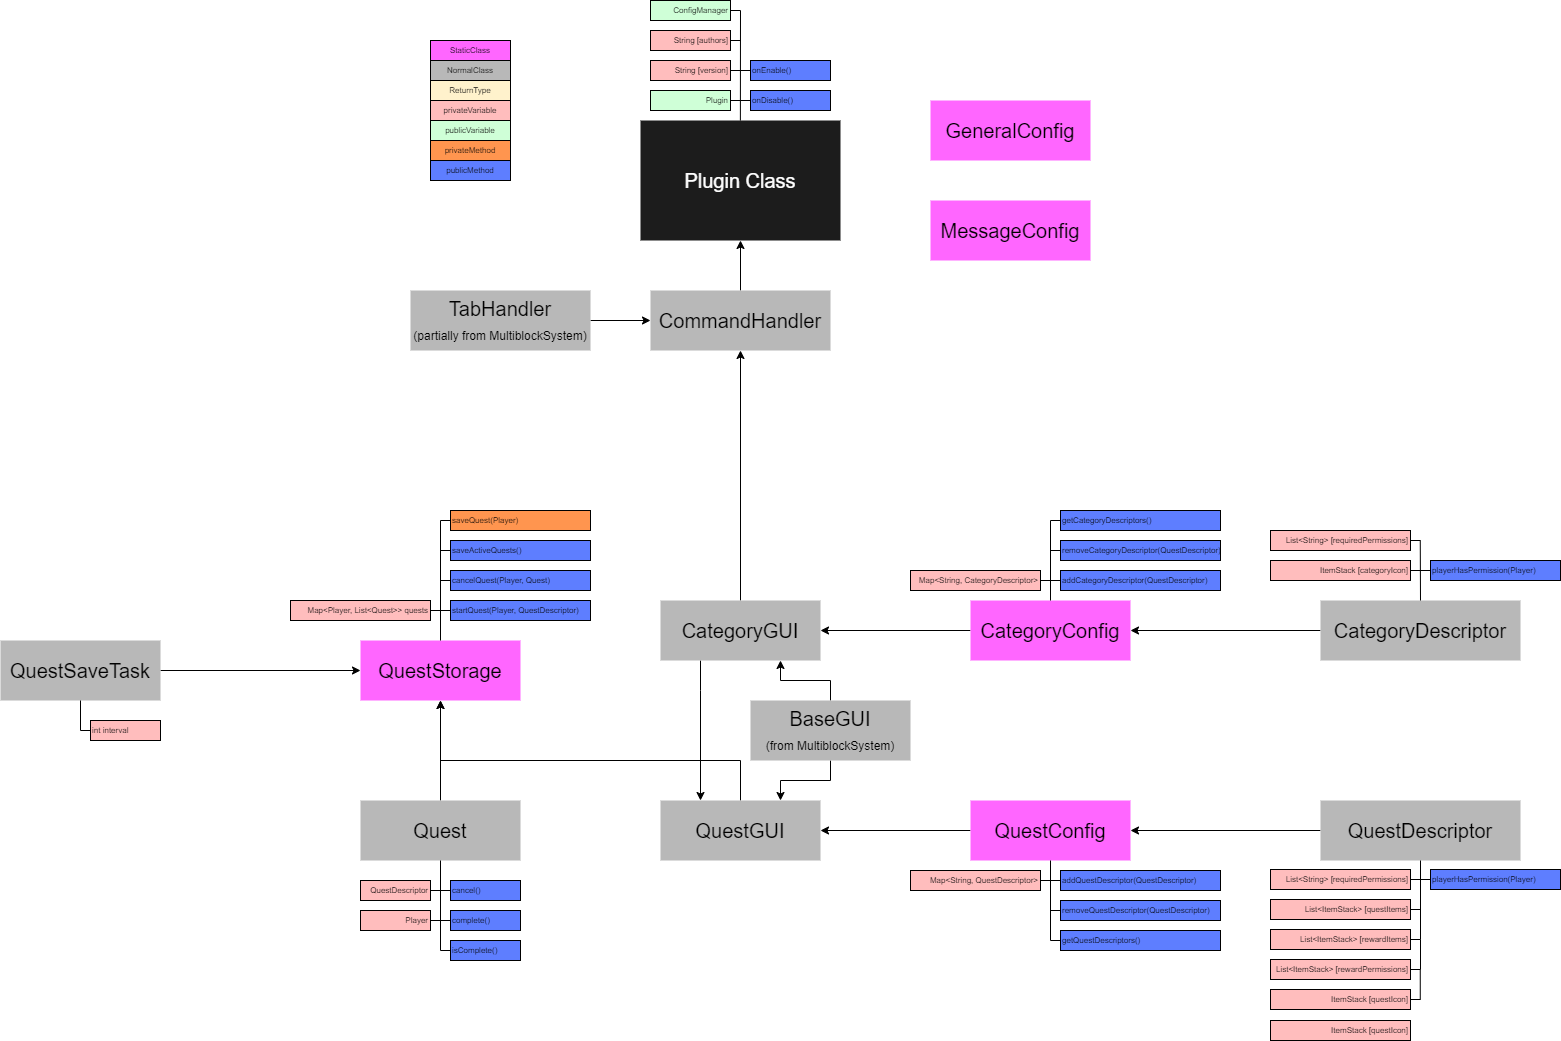 ConfigManager
String [authors]
String [version]
onEnable()
Plugin
onDisable()
StaticClass
NormalClass
ReturnType
privateVariable
publicVariable
privateMethod
publicMethod
Plugin Class
GeneralConfig
MessageConfig
TabHandler
(partially from MultiblockSystem)
CommandHandler
saveQuest(Player)
saveActiveQuests()
cancelQuest(Player, Quest)
Map<Player, List<Quest>> quests
startQuest(Player, QuestDescriptor)
getCategoryDescriptors()
removeCategoryDescriptor(QuestDescriptor)
Map<String, CategoryDescriptor>
addCategoryDescriptor(QuestDescriptor)
List<String> [requiredPermissions]
ItemStack [categoryIcon]
playerHasPermission(Player)
QuestSaveTask
int interval
QuestStorage
CategoryGUI
CategoryConfig
CategoryDescriptor
BaseGUI
(from MultiblockSystem)
Quest
QuestGUI
QuestConfig
QuestDescriptor
QuestDescriptor
cancel()
Player
complete()
isComplete()
Map<String, QuestDescriptor>
addQuestDescriptor(QuestDescriptor)
removeQuestDescriptor(QuestDescriptor)
getQuestDescriptors()
List<String> [requiredPermissions]
playerHasPermission(Player)
List<ItemStack> [questItems]
List<ItemStack> [rewardItems]
List<ItemStack> [rewardPermissions]
ItemStack [questIcon]
ItemStack [questIcon]